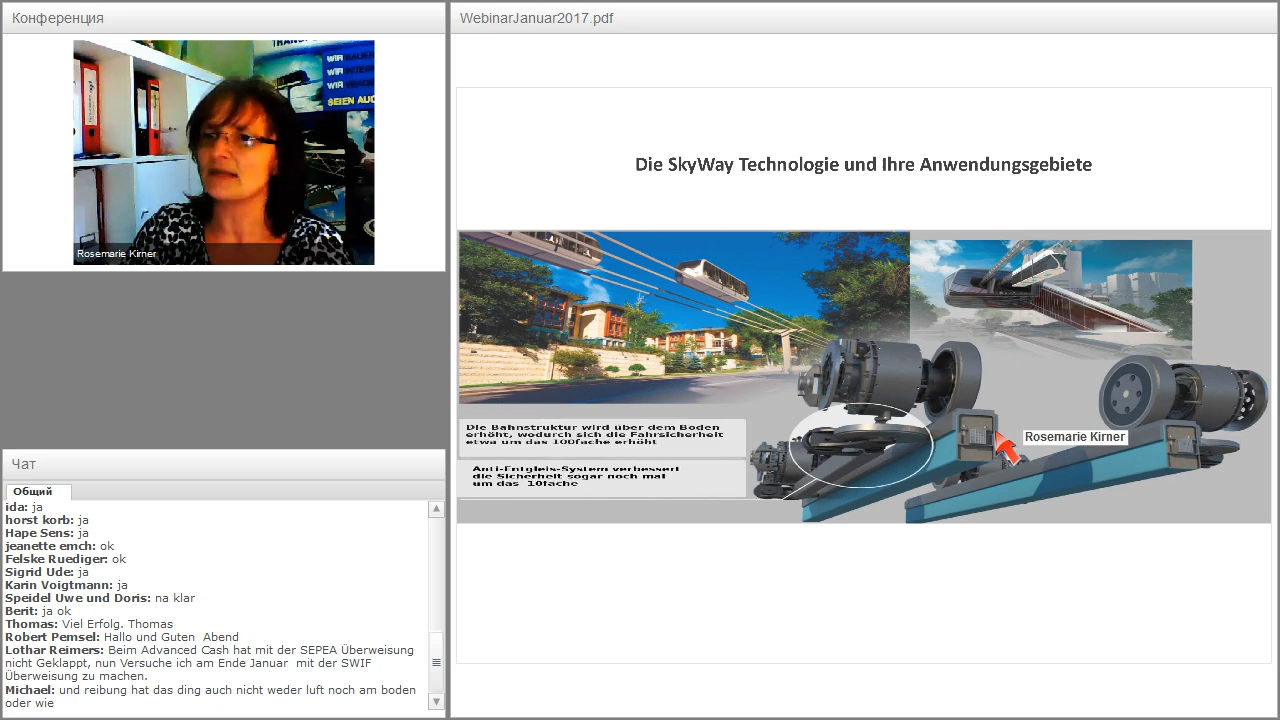 Конференция
TRANSP
WIR
WIR
WIR
SEIEN AUC
Rosemarie Kirner
Чат
Общий
ida: ja
horst korb: ja
Hape Sens: ja
jeanette emch: ok
Felske Ruediger: ok
Sigrid Ude: ja
Karin Voigtmann: ja
Speidel Uwe und Doris: na klar
Berit: ja ok
Thomas: Viel Erfolg. Thomas
Robert Pemsel: Hallo und Guten Abend
Lothar Reimers: Beim Advanced Cash hat mit der SEPEA Überweisung
nicht Geklappt, nun Versuche ich am Ende Januar mit der SWIF
Überweisung zu machen.
Michael: und reibung hat das ding auch nicht weder luft noch am boden
oder wie
WebinarJanuar2017.pdf
Die SkyWay Technologie und Ihre Anwendungsgebiete
Die Bahnstruktur wird über dem Boden
erhöht, wodurch sich die Fahrsicherheit
etwa um das 100fache erhöht
Anti-Entgleis-System verbessert
die Sicherheit sogar noch mal
um das 10fache
Rosemarie Kirner